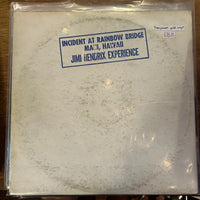 INCIDENT AT RAINBOW BRIDGE
MAUI, HAWAII
JIMI HENDRIX EXPERIENCE